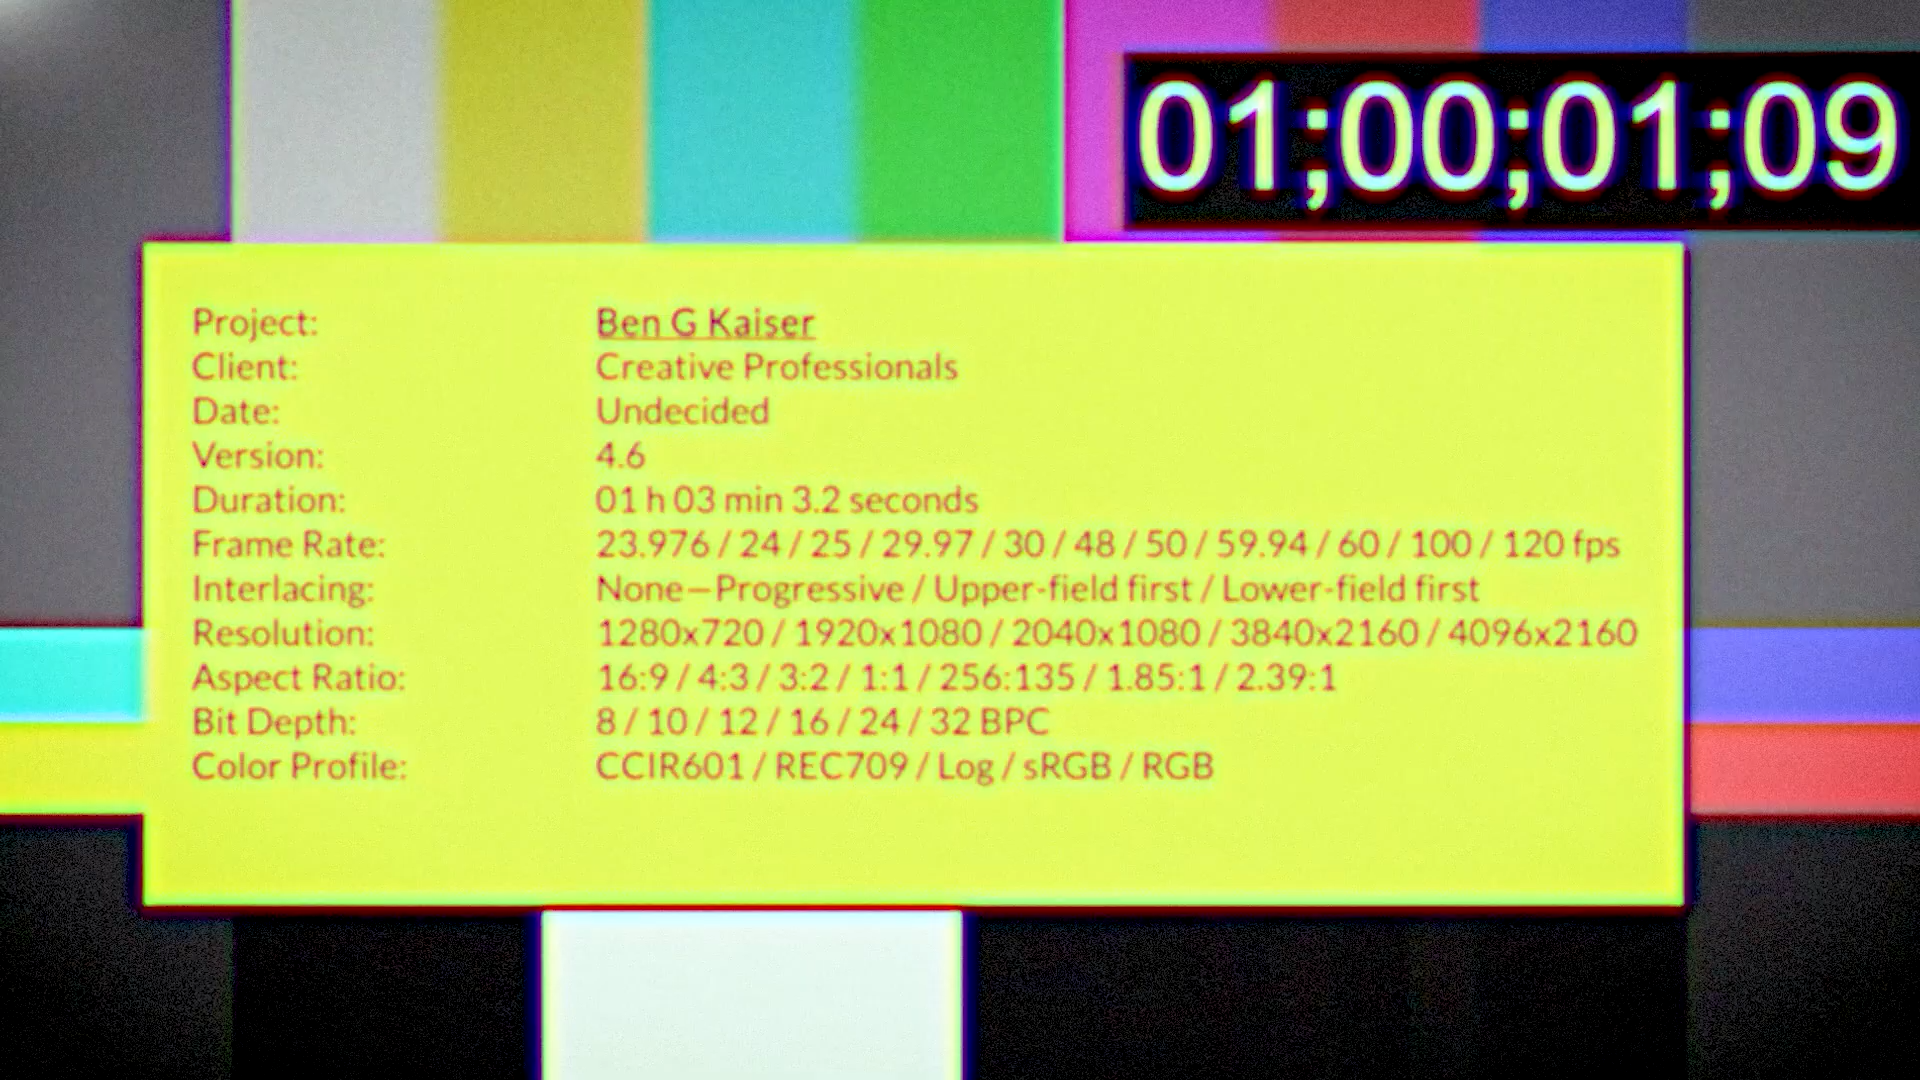 01;00;01;09
Project: Ben G Kaiser
Client: Creative Professionals
Date: Undecided
Version: 4.6
Duration: 01 h 03 min 3.2 seconds
Frame Rate: 23.976 / 24 / 25 / 29.97 / 30 / 48 / 50 / 59.94 / 60 / 100 / 120 fps
Interlacing: None—Progressive / Upper-field first / Lower-field first
Resolution: 1280x720 / 1920x1080 / 2040x1080 / 3840x2160 / 4096x2160
Aspect Ratio: 16:9 / 4:3 / 3:2 / 1:1 / 256:135 / 1.85:1 / 2.39:1
Bit Depth: 8 / 10 / 12 / 16 / 24 / 32 BPC
Color Profile: CCIR601 / REC709 / Log / sRGB / RGB